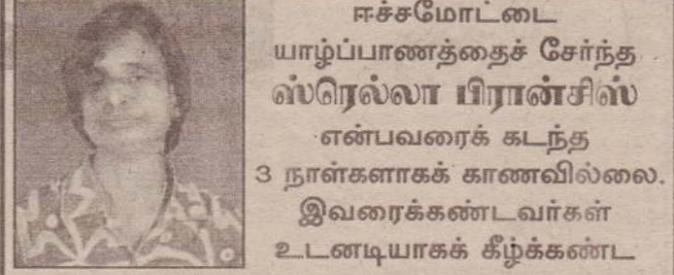 ஈச்சமோட்டை
யாழ்ப்பாணத்தைச் சேர்ந்த
ஸ்ரெல்லா பிரான்சிஸ்
என்பவரைக் கடந்த
3 நாள்களாகக் காணவில்லை.
இவரைக்கண்டவர்கள்
உடனடியாகக் கீழ்க்கண்ட